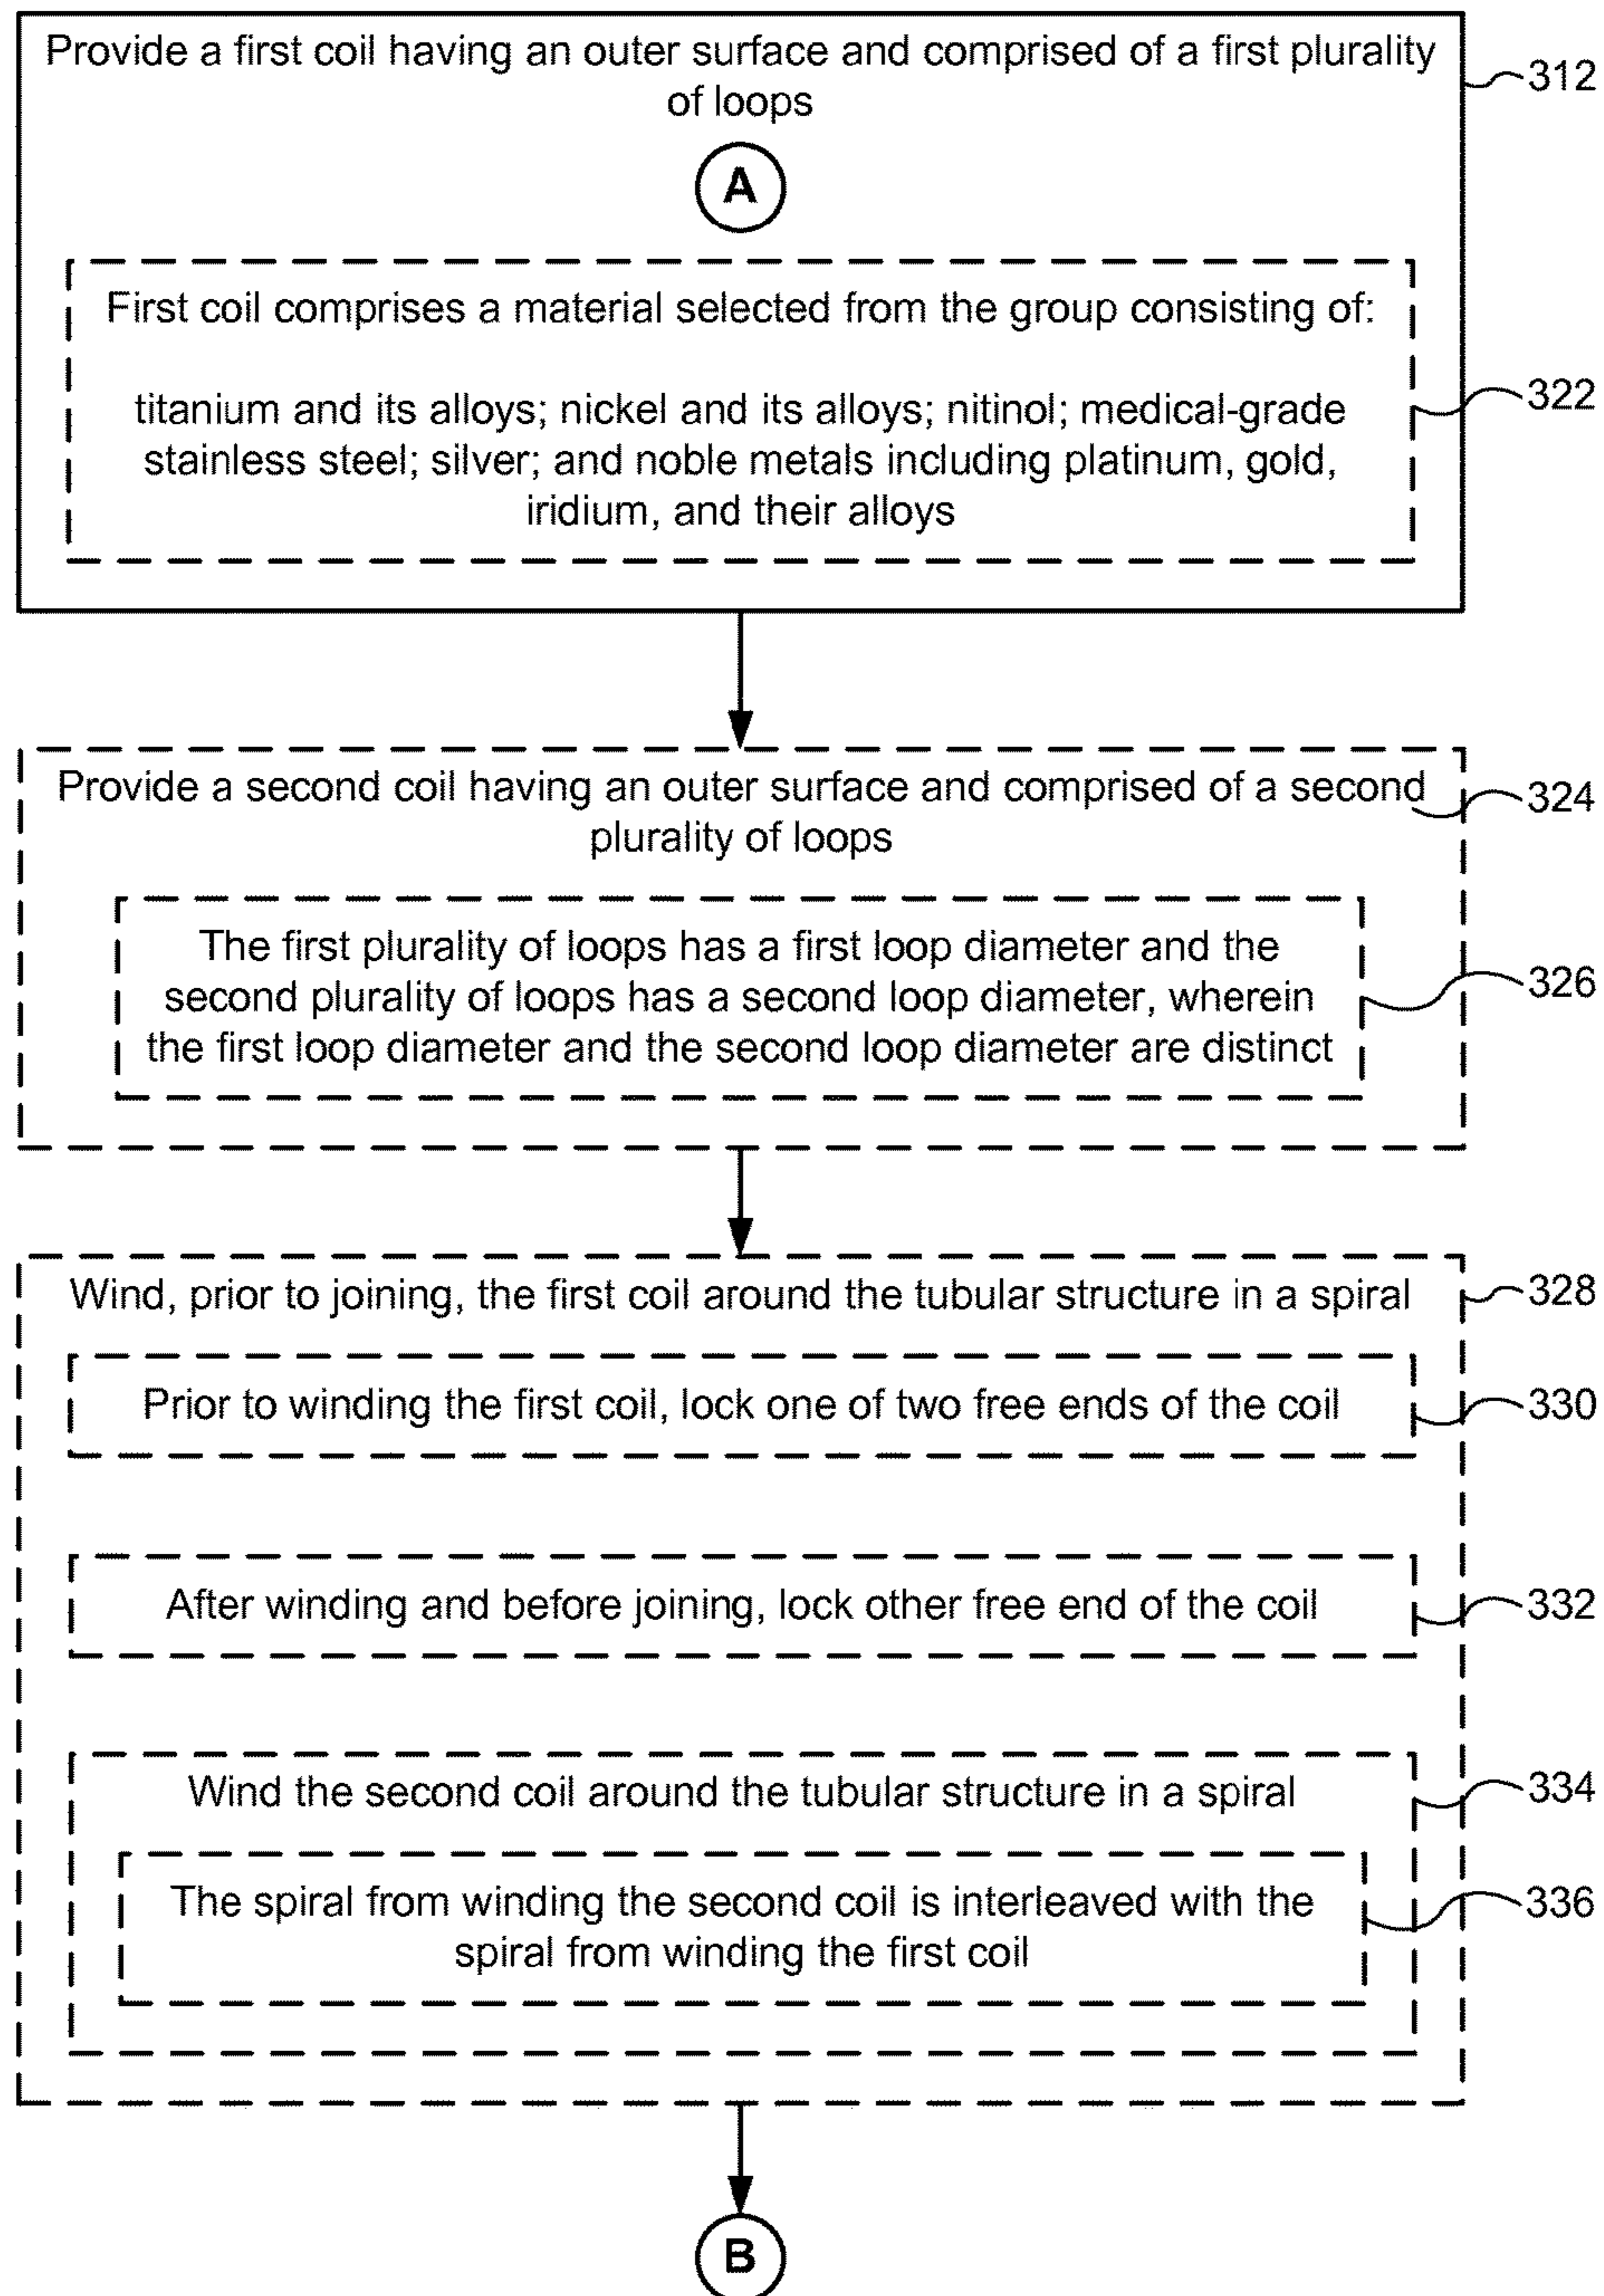 Provide a first coil having an outer surface and comprised of a first plurality
of loops
312
A
First coil comprises a material selected from the group consisting of:
titanium and its alloys; nickel and its alloys; nitinol; medical-grade
stainless steel; silver; and noble metals including platinum, gold,
iridium, and their alloys
322
Provide a second coil having an outer surface and comprised of a second
plurality of loops
324
The first plurality of loops has a first loop diameter and the
second plurality of loops has a second loop diameter, wherein
the first loop diameter and the second loop diameter are distinct
326
Wind, prior to joining, the first coil around the tubular structure in a spiral
328
Prior to winding the first coil, lock one of two free ends of the coil
330
After winding and before joining, lock other free end of the coil
332
Wind the second coil around the tubular structure in a spiral
334
The spiral from winding the second coil is interleaved with the
spiral from winding the first coil
336
B